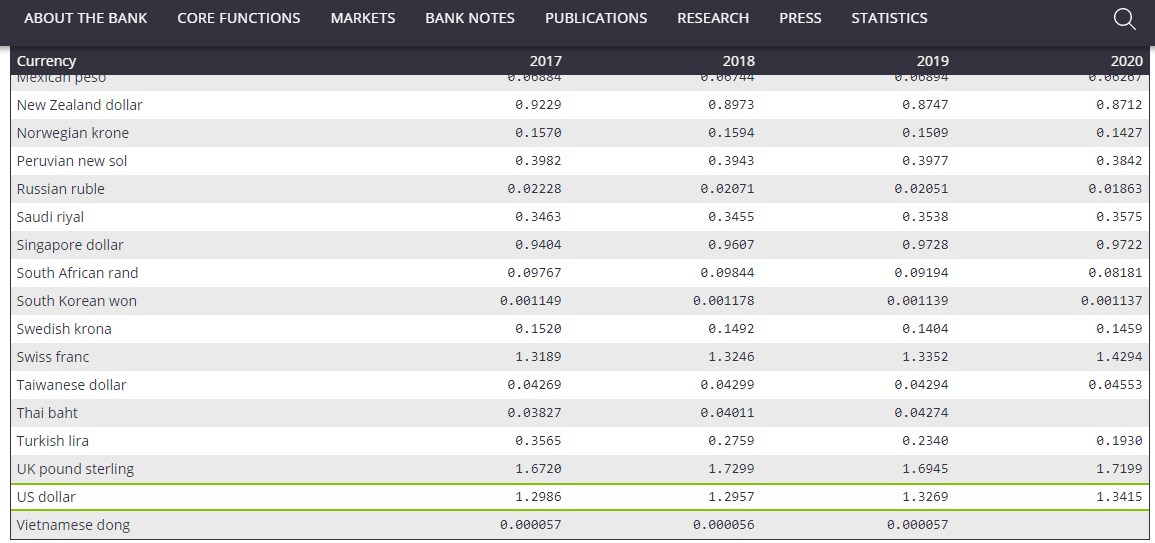 ABOUT THE BANK CORE FUNCTIONS MARKETS BANK NOTES PUBLICATIONS RESEARCH PRESS STATISTICS
Currency 2017 2018 2019 2020
Mexican peso 0.06884 0.06744 0.06894 0.06267
New Zealand dollar 0.9229 0.8973 0.8747 0.8712
Norwegian krone 0.1570 0.1594 0.1509 0.1427
Peruvian new sol 0.3982 0.3943 0.3977 0.3842
Russian ruble 0.02228 0.02071 0.02051 0.01863
Saudi riyal 0.3463 0.3455 0.3538 0.3575
Singapore dollar 0.9404 0.9607 0.9728 0.9722
South African rand 0.09767 0.09844 0.09194 0.08181
South Korean won 0.001149 0.001178 0.001139 0.001137
Swedish krona 0.1520 0.1492 0.1404 0.1459
Swiss franc 1.3189 1.3246 1.3352 1.4294
Taiwanese dollar 0.04269 0.04299 0.04294 0.04553
Thai baht 0.03827 0.04011 0.04274
Turkish lira 0.3565 0.2759 0.2340 0.1930
UK pound sterling 1.6720 1.7299 1.6945 1.7199
US dollar 1.2986 1.2957 1.3269 1.3415
Vietnamese dong 0.000057 0.000056 0.000057